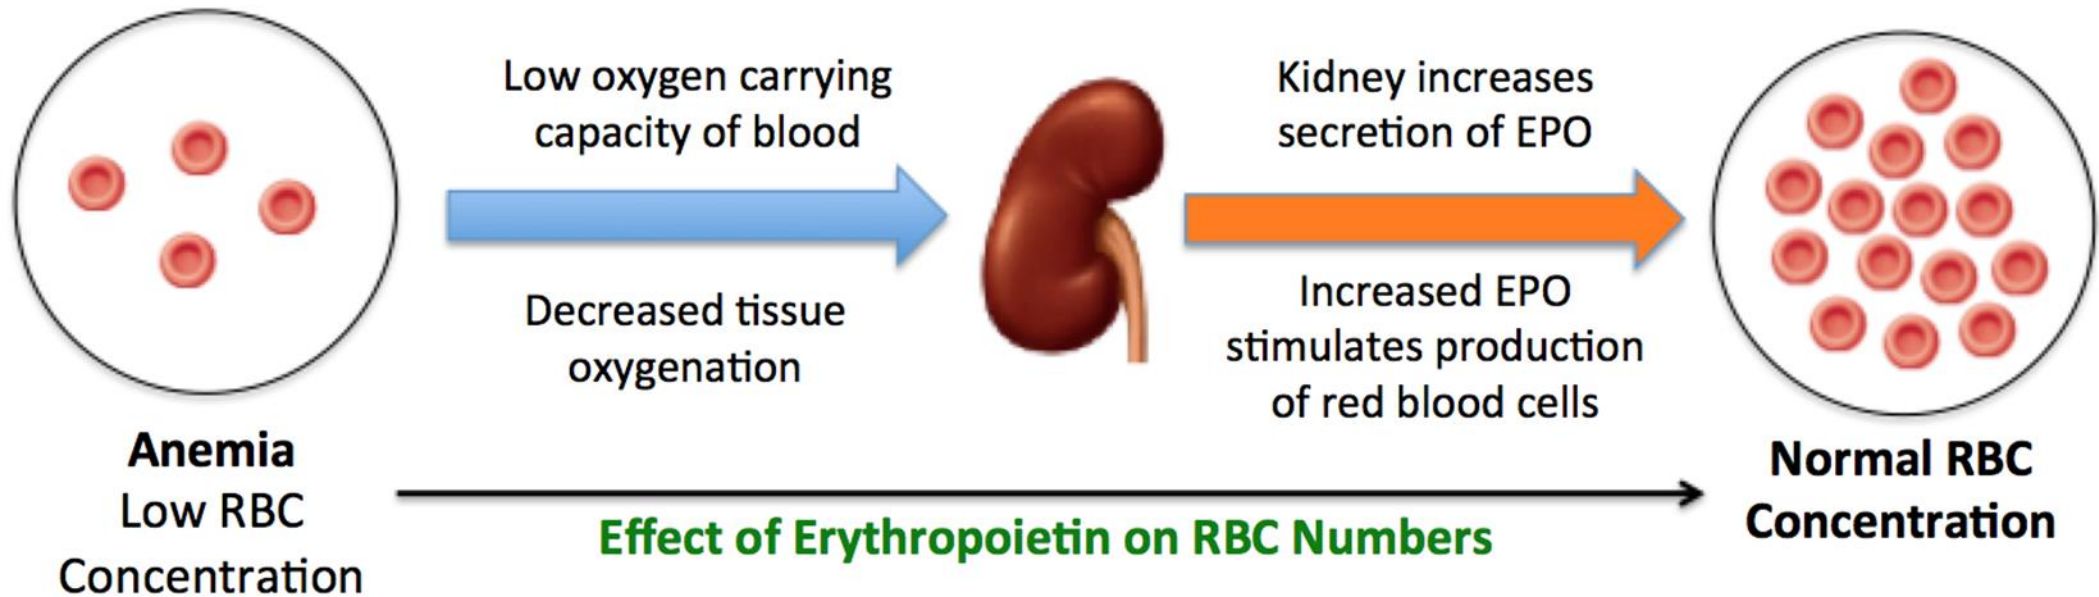 Low oxygen carrying
capacity of blood
Decreased tissue
oxygenation
Kidney increases
secretion of EPO
Increased EPO
stimulates production
of red blood cells
Anemia
Low RBC
Concentration
Normal RBC
Concentration
Effect of Erythropoietin on RBC Numbers